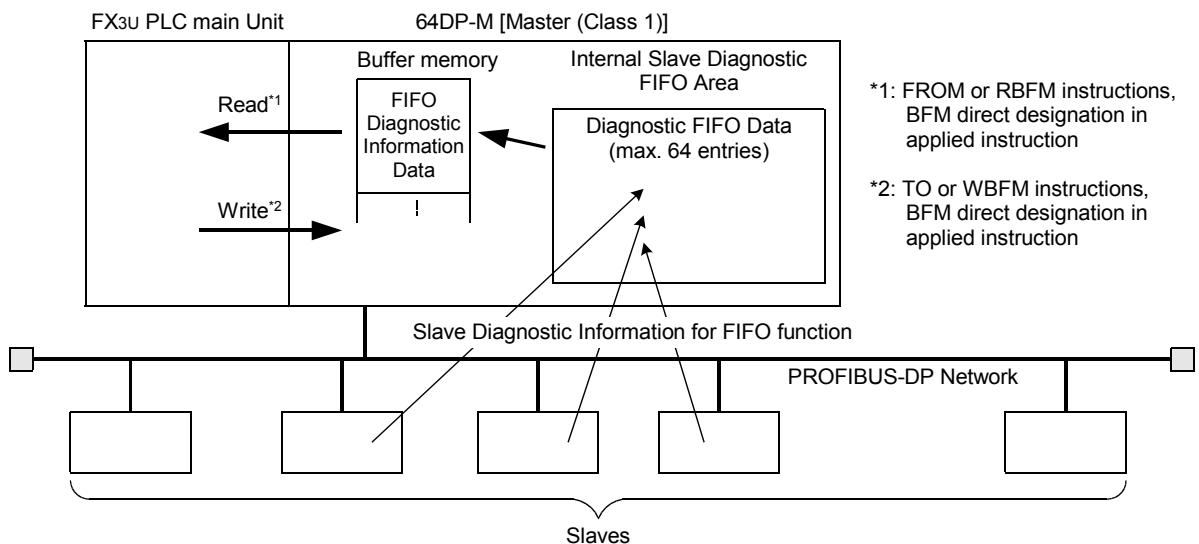 FX3U PLC main Unit
64DP-M [Master (Class 1)]
Buffer memory
Internal Slave Diagnostic
FIFO Area
Read*1
FIFO
Diagnostic
Information
Data
Diagnostic FIFO Data
(max. 64 entries)
Write*2
*1: FROM or RBFM instructions,
BFM direct designation in
applied instruction
*2: TO or WBFM instructions,
BFM direct designation in
applied instruction
Slave Diagnostic Information for FIFO function
PROFIBUS-DP Network
Slaves